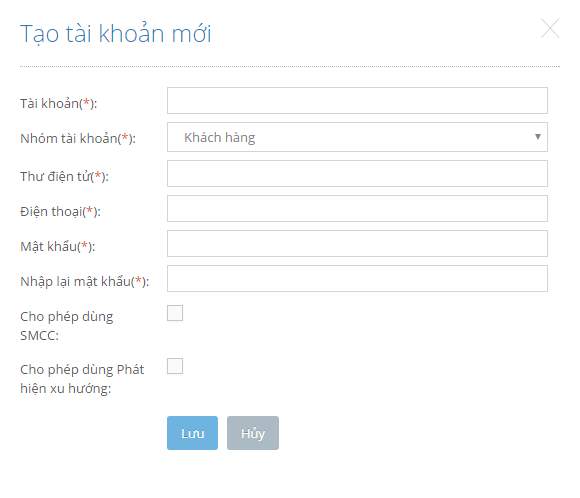 Tạo tài khoản mới
Tài khoản(*):
Nhóm tài khoản(*):
Khách hàng
Thư điện tử(*):
Điện thoại(*):
Mật khẩu(*):
Nhập lại mật khẩu(*):
Cho phép dùng
SMCC:
Cho phép dùng Phát
hiện xu hướng:
Lưu
Hủy